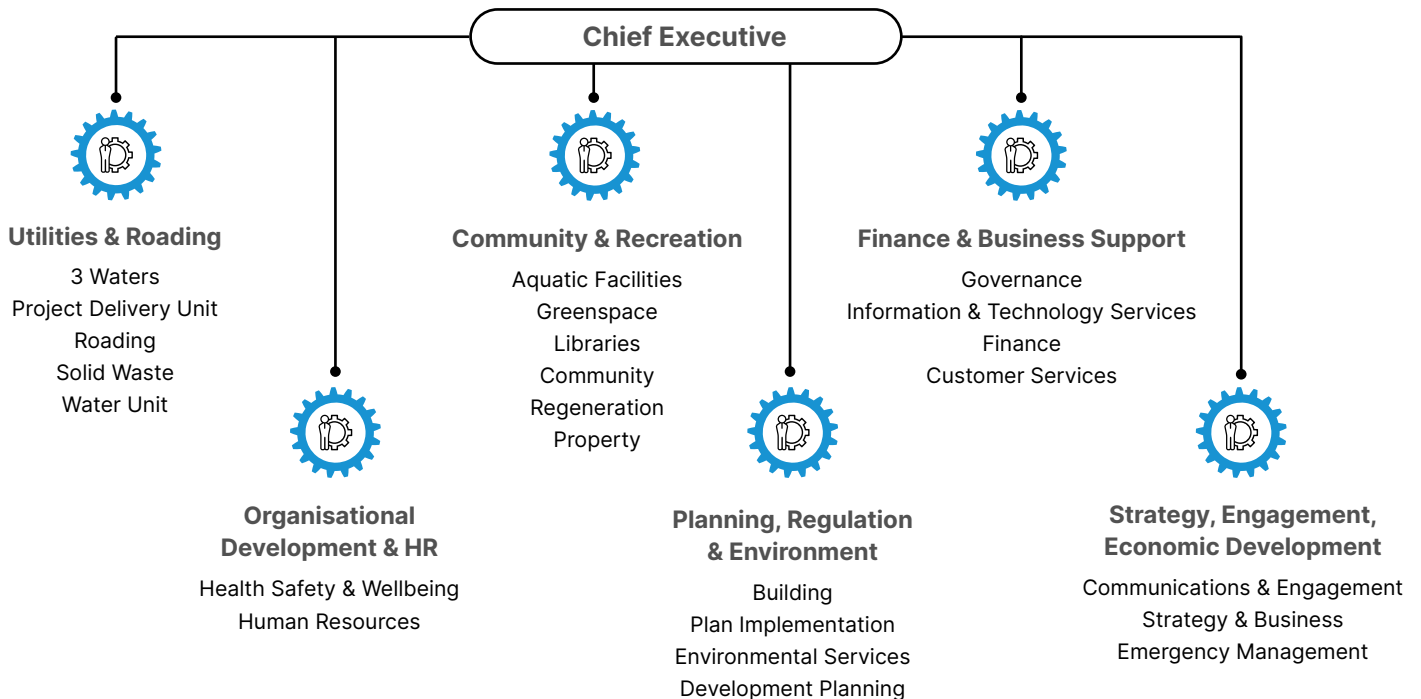 Chief Executive
Utilities & Roading
3 Waters
Project Delivery Unit
Roading
Solid Waste
Water Unit
Organisational
Development & HR
Health Safety & Wellbeing
Human Resources
Community & Recreation
Aquatic Facilities
Greenspace
Libraries
Community
Regeneration
Property
Planning, Regulation
& Environment
Building
Plan Implementation
Environmental Services
Development Planning
Finance & Business Support
Governance
Information & Technology Services
Finance
Customer Services
Strategy, Engagement,
Economic Development
Communications & Engagement
Strategy & Business
Emergency Management